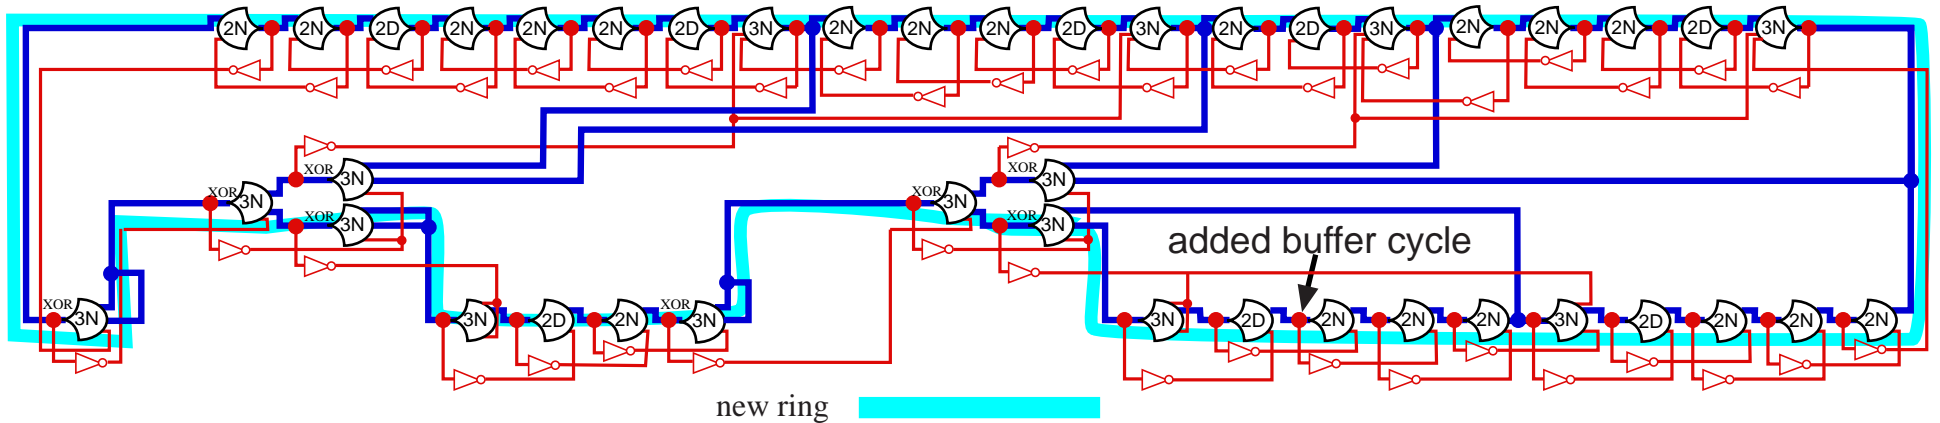 2N 2N 2D 2N 2N 2N 2D 3N 2N 2N 2N 2D 3N 2N 2D 3N 2N 2N 2N 2D 3N
XOR 3N XOR 3N
XOR 3N XOR 3N
XOR 3N XOR 3N
added buffer cycle
XOR 3N 3N 2D 2N XOR 3N 3N 2D 2N 2N 2N 3N 2D 2N 2N 2N
new ring